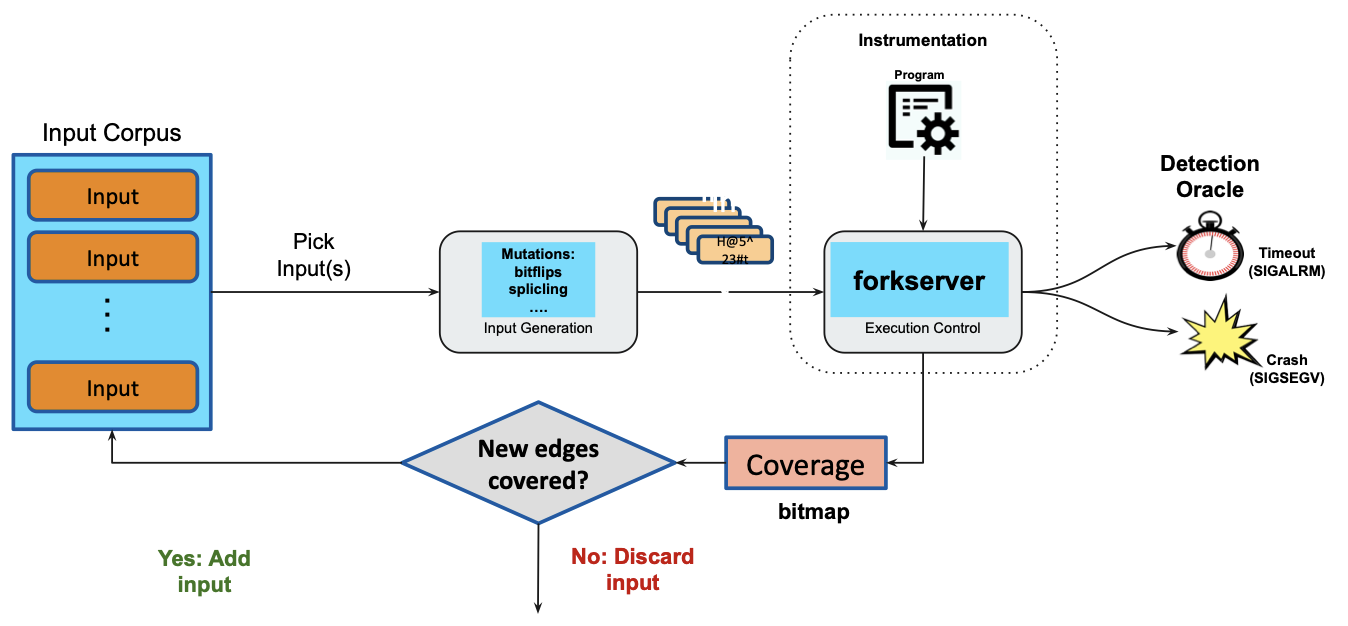 Instrumentation
Program
Input Corpus
Input
Input
Input
Pick
Input(s)
Mutations:
bitflips
splicling
....
Input Generation
H@5^
23#t
forkserver
Execution Control
Detection
Oracle
Timeout
(SIGALRM)
Crash
(SIGSEGV)
New edges
covered?
Coverage
bitmap
Yes: Add
input
No: Discard
input